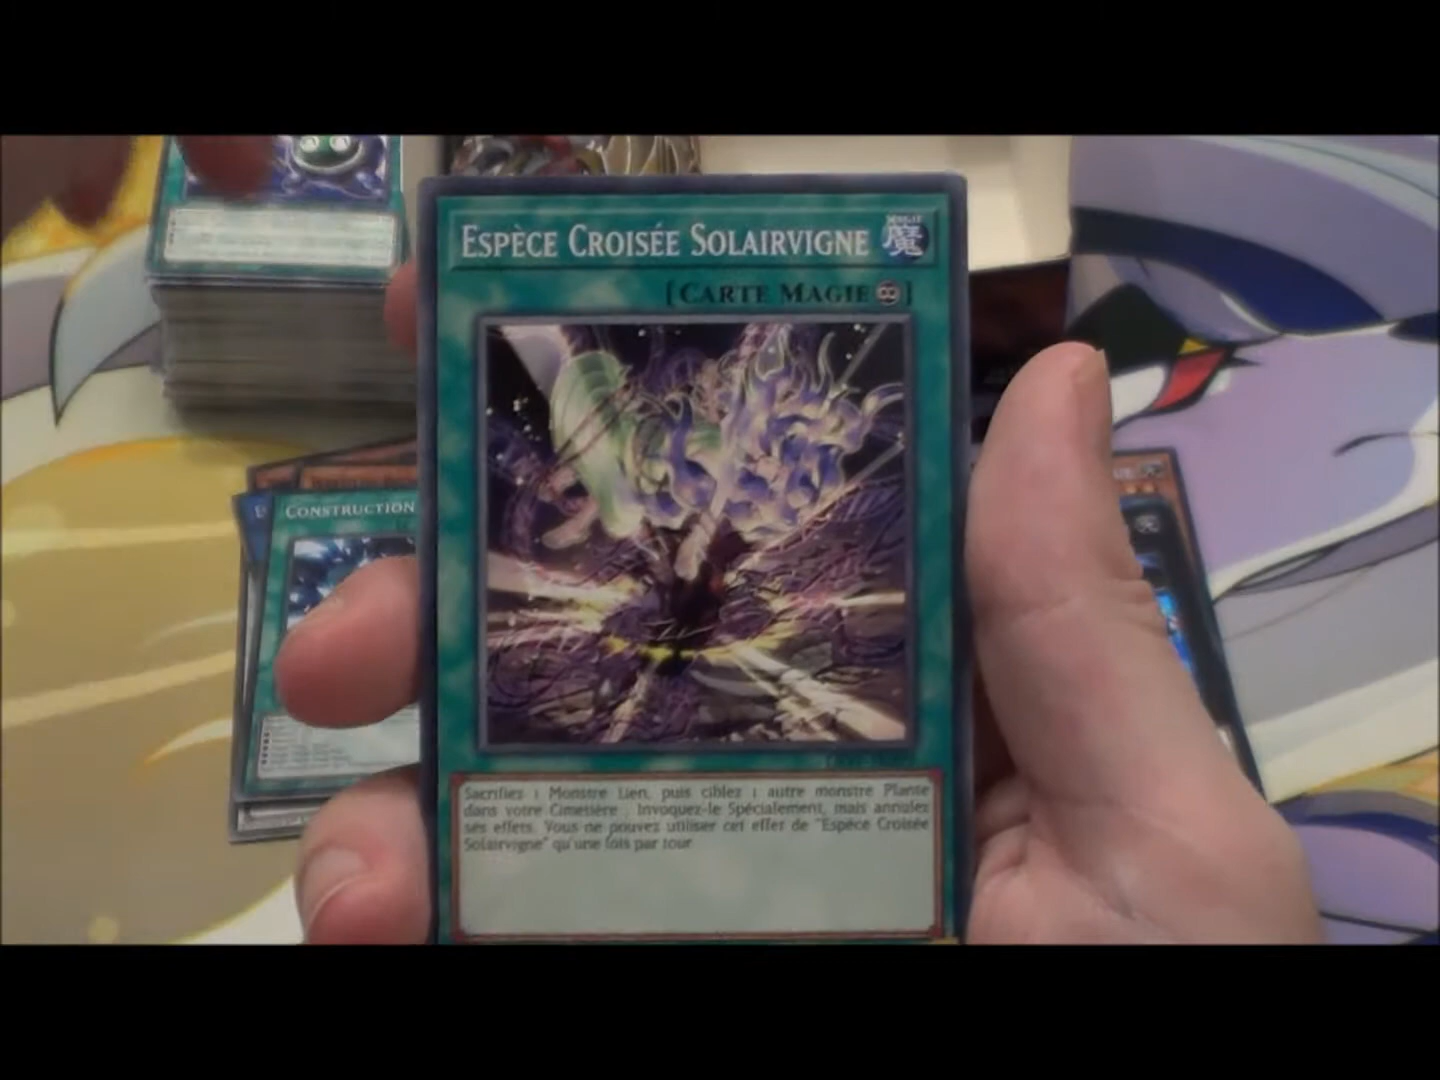 ESPÈCE CROISÉE SOLAIRVIGNE
魔
[CARTE MAGIE ]
CONSTRUCTION
Sacrifiez 1 Monstre Lien, puis ciblez 1 autre monstre Plante
dans votre Cimetière ; Invoquez-le Spécialement, mais annulez
ses effets. Vous ne pouvez utiliser cet effet de "Espèce Croisée
Solairvigne" qu'une fois par tour.